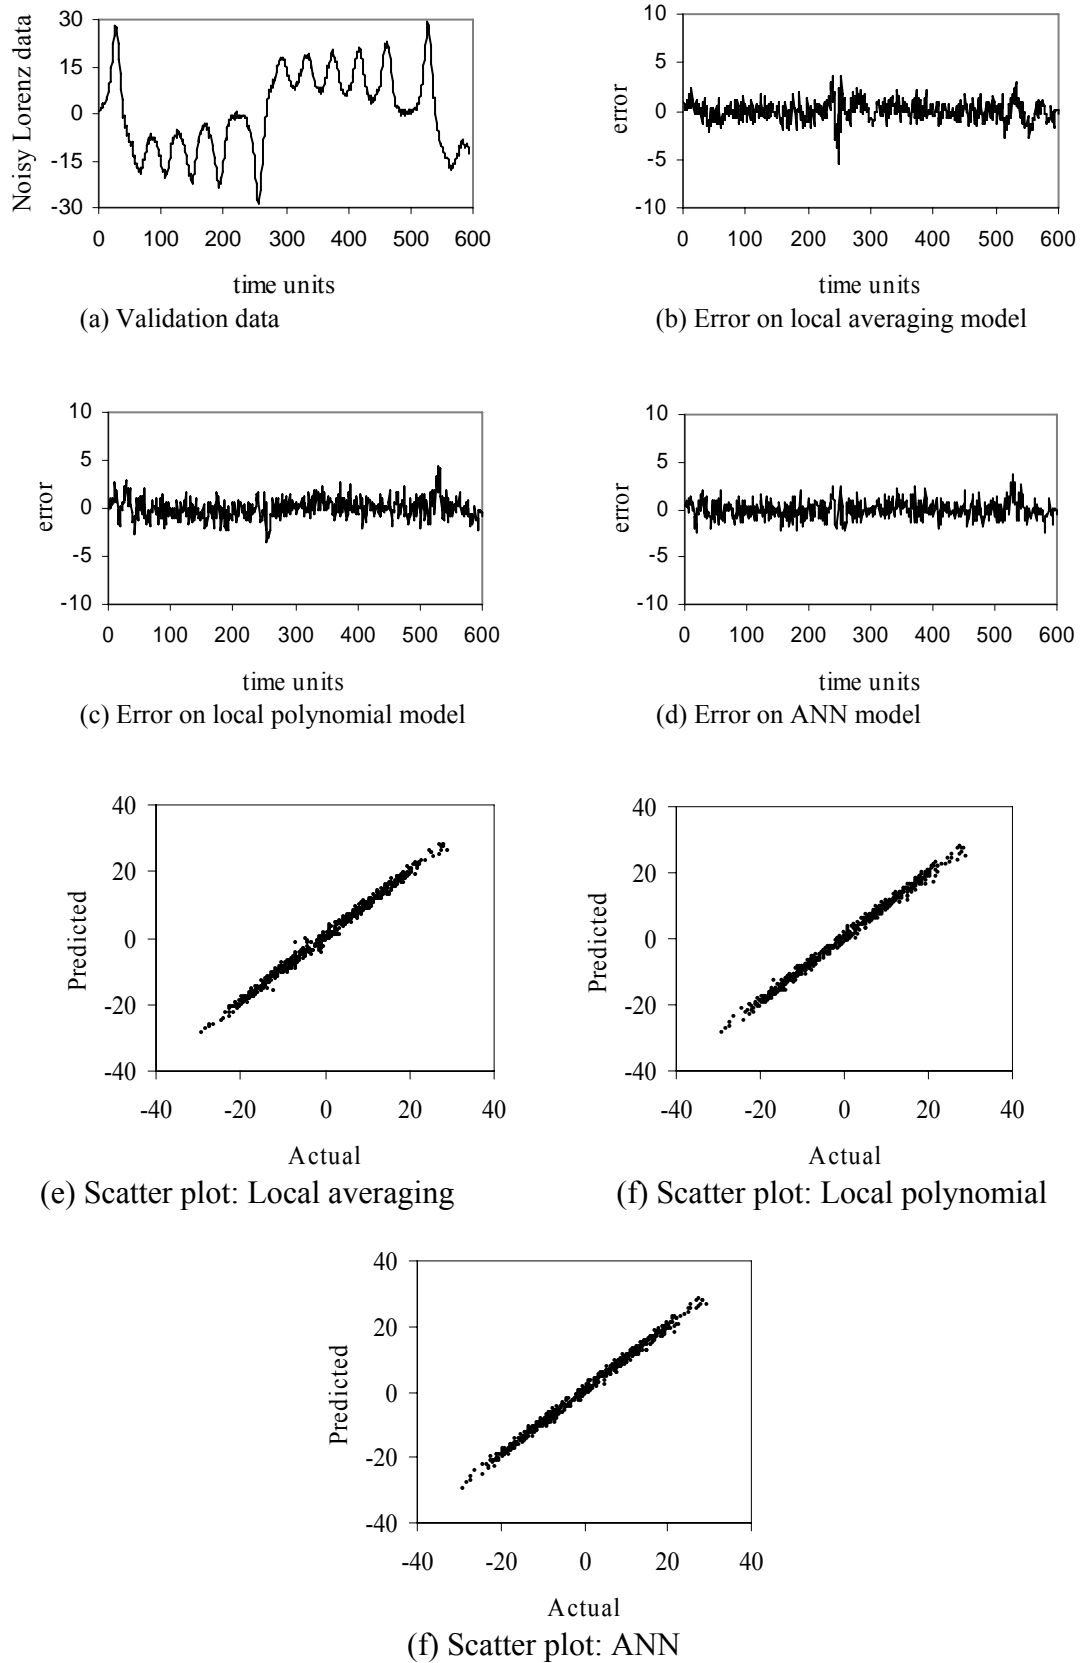 Noisy Lorenz data
30
15
0
-15
-30
0 100 200 300 400 500 600
time units
(a) Validation data
error
10
5
0
-5
-10
0 100 200 300 400 500 600
time units
(b) Error on local averaging model
error
10
5
0
-5
-10
0 100 200 300 400 500 600
time units
(c) Error on local polynomial model
error
10
5
0
-5
-10
0 100 200 300 400 500 600
time units
(d) Error on ANN model
Predicted
40
20
0
-20
-40
-40 -20 0 20 40
Actual
(e) Scatter plot: Local averaging
Predicted
40
20
0
-20
-40
-40 -20 0 20 40
Actual
(f) Scatter plot: Local polynomial
Predicted
40
20
0
-20
-40
-40 -20 0 20 40
Actual
(f) Scatter plot: ANN